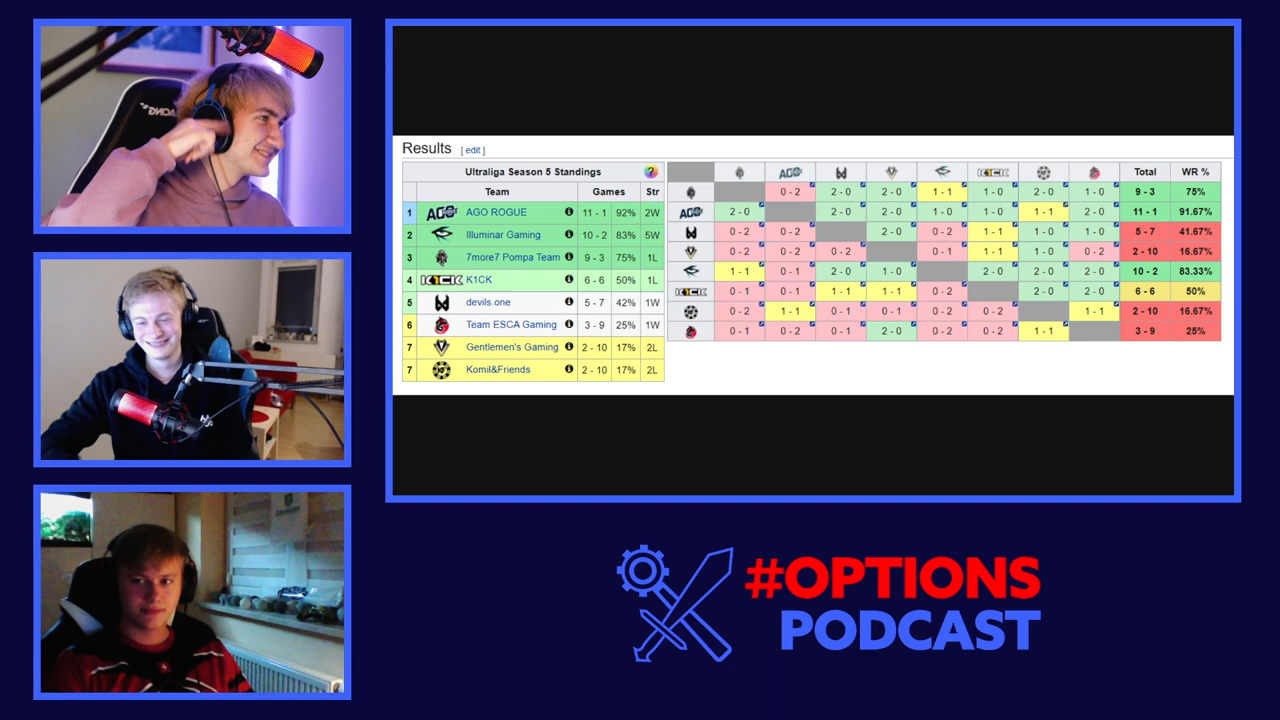 Results [ edit ]
Ultraliga Season 5 Standings
Team Games Str
1 AGO ROGUE 11 - 1 92% 2W
2 Illuminar Gaming 10 - 2 83% 5W
3 7more7 Pompa Team 9 - 3 75% 1L
4 K1CK K1CK 6 - 6 50% 1L
5 devils.one 5 - 7 42% 1W
6 Team ESCA Gaming 3 - 9 25% 1W
7 Gentlemen's Gaming 2 - 10 17% 2L
7 Komil&Friends 2 - 10 17% 2L
AGO K1CK Total WR %
0 - 2 2 - 0 2 - 0 1 - 1 1 - 0 2 - 0 1 - 0 9 - 3 75%
AGO 2 - 0 2 - 0 2 - 0 1 - 0 1 - 0 1 - 1 2 - 0 11 - 1 91.67%
0 - 2 0 - 2 2 - 0 0 - 2 1 - 1 1 - 0 1 - 0 5 - 7 41.67%
0 - 2 0 - 2 0 - 2 0 - 1 1 - 1 1 - 0 0 - 2 2 - 10 16.67%
1 - 1 0 - 1 2 - 0 1 - 0 2 - 0 2 - 0 2 - 0 10 - 2 83.33%
K1CK 0 - 1 0 - 1 1 - 1 1 - 1 0 - 2 2 - 0 2 - 0 6 - 6 50%
0 - 2 1 - 1 0 - 1 0 - 1 0 - 2 0 - 2 1 - 1 2 - 10 16.67%
0 - 1 0 - 2 0 - 1 2 - 0 0 - 2 0 - 2 1 - 1 3 - 9 25%
#OPTIONS
PODCAST